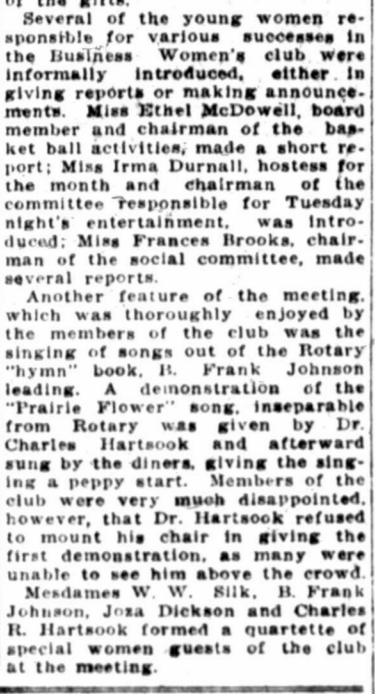 of the gifts.
Several of the young women re-
sponsible for various successes in
the Business Women's club were
informally introduced, either in
giving reports or making announce-
ments. Miss Ethel McDowell, board
member and chairman of the bas-
ket ball activities, made a short re-
port; Miss Irma Durnall, hostess for
the month and chairman of the
committee responsible for Tuesday
night's entertainment, was intro-
duced; Miss Frances Brooks, chair-
man of the social committee, made
several reports.
Another feature of the meeting,
which was thoroughly enjoyed by
the members of the club was the
singing of songs out of the Rotary
"hymn" book, B. Frank Johnson
leading. A demonstration of the
"Prairie Flower" song, inseparable
from Rotary was given by Dr.
Charles Hartsook and afterward
sung by the diners, giving the sing-
ing a peppy start. Members of the
club were very much disappointed,
however, that Dr. Hartsook refused
to mount his chair in giving the
first demonstration, as many were
unable to see him above the crowd.
Mesdames W. W. Silk, B. Frank
Johnson, Joza Dickson and Charles
R. Hartsook formed a quartette of
special women guests of the club
at the meeting.